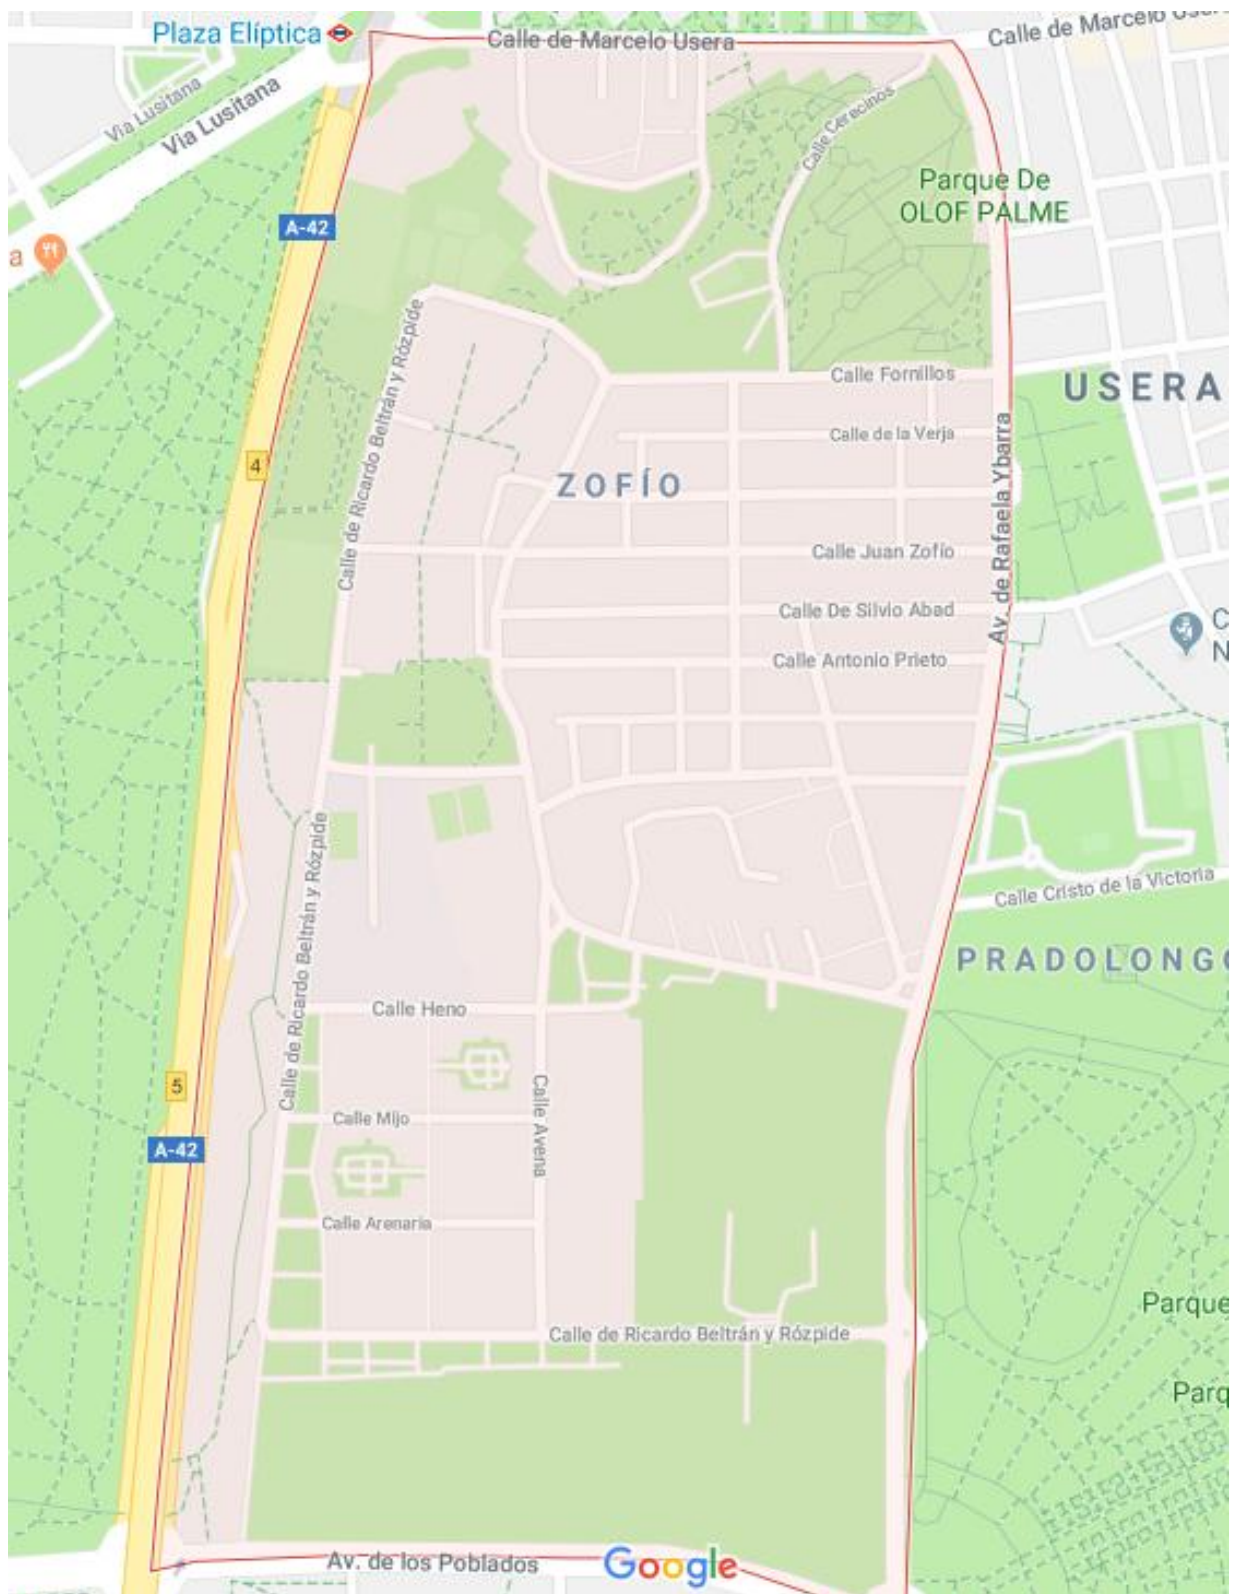 Plaza Elíptica
Calle de Marcelo Usera
Calle de Marcelo
Via Lusitana
Via Lusitana
Calle Cerecinos
Parque De
OLOF PALME
A-42
a
Calle de Ricardo Beltrán y Rózpide
Calle Fornillos
USERA
Calle de la Verja
4
ZOFÍO
Av. de Rafaela Ybarra
Calle Juan Zofío
Calle De Silvio Abad
C
N
Calle Antonio Prieto
Calle de Ricardo Beltrán y Rózpide
Calle Cristo de la Victoria
PRADOLONGO
Calle Heno
5
Calle Avena
Calle Mijo
A-42
Calle Arenaria
Parque
Calle de Ricardo Beltrán y Rózpide
Parq
Av. de los Poblados
Google